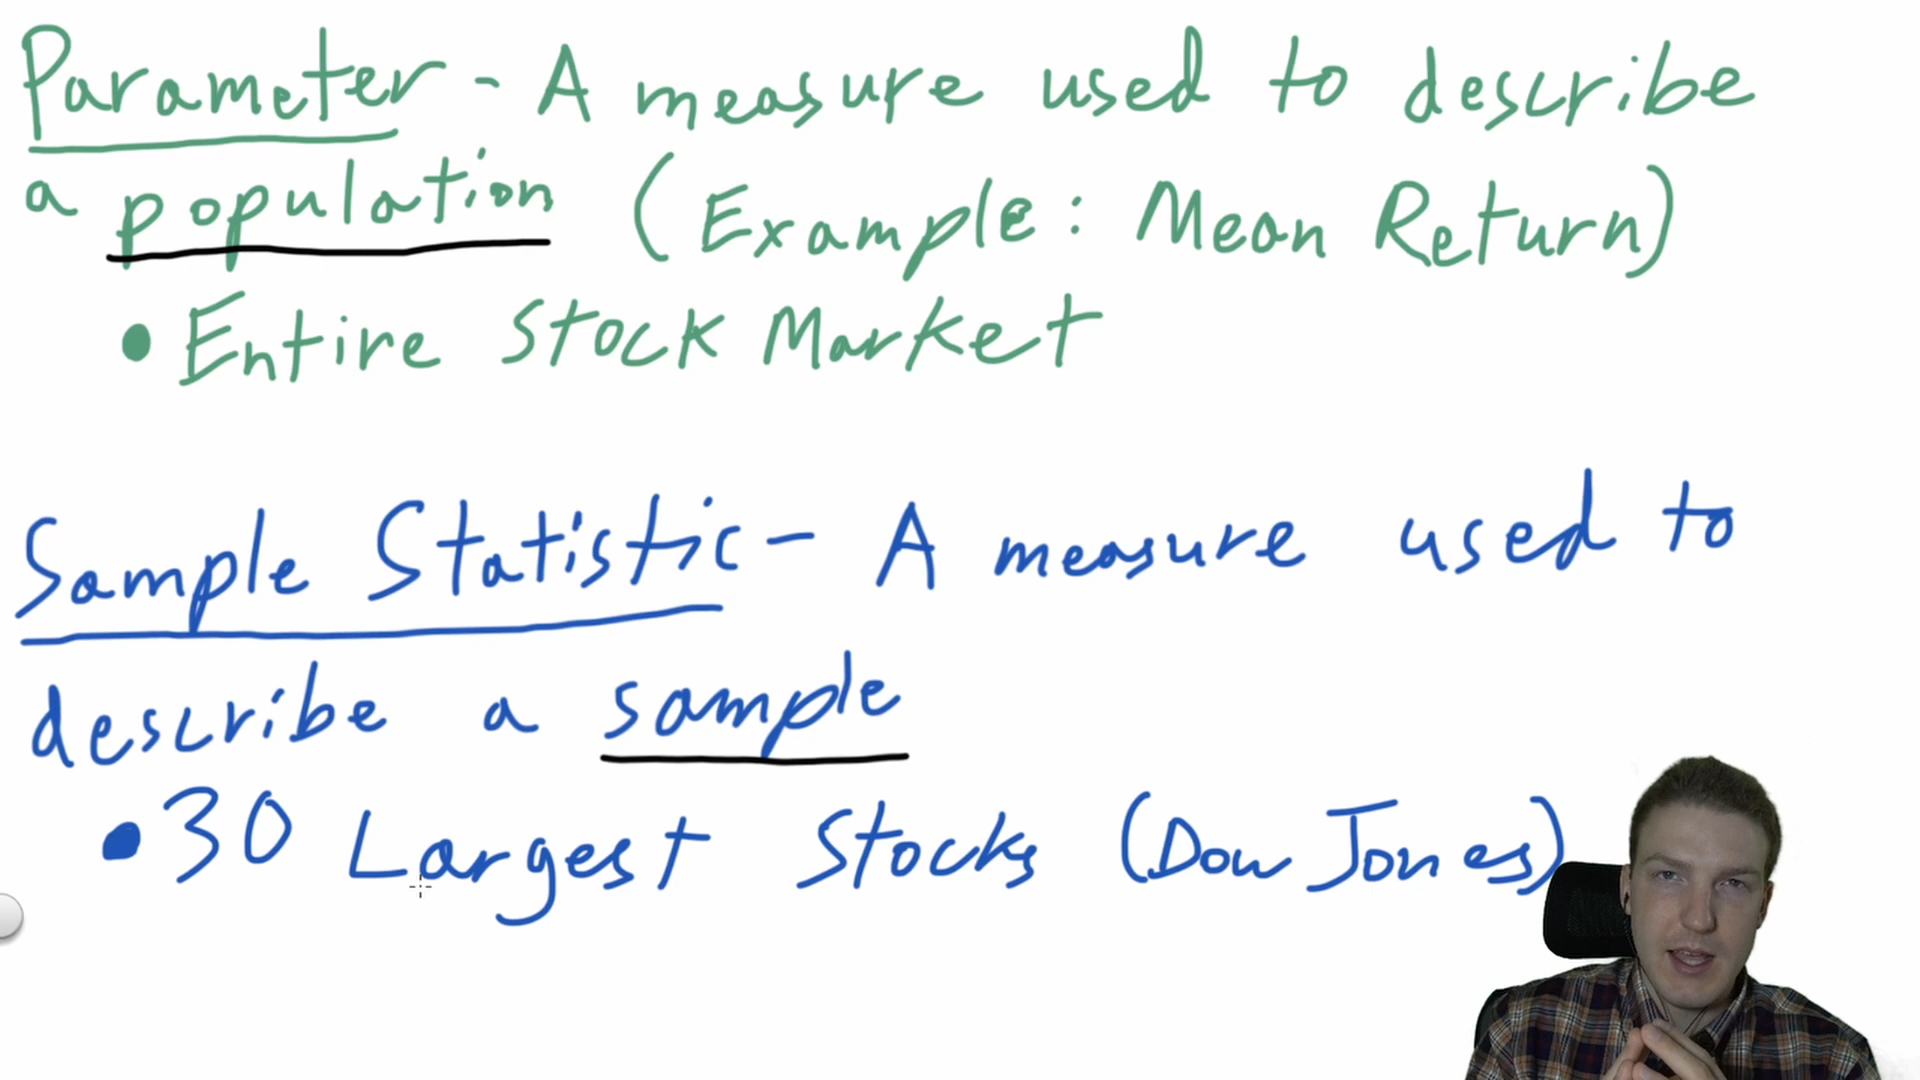 Parameter - A measure used to describe
a population (Example: Mean Return)
• Entire Stock Market
Sample Statistic - A measure used to
describe a sample
• 30 Largest Stocks (Dow Jones)